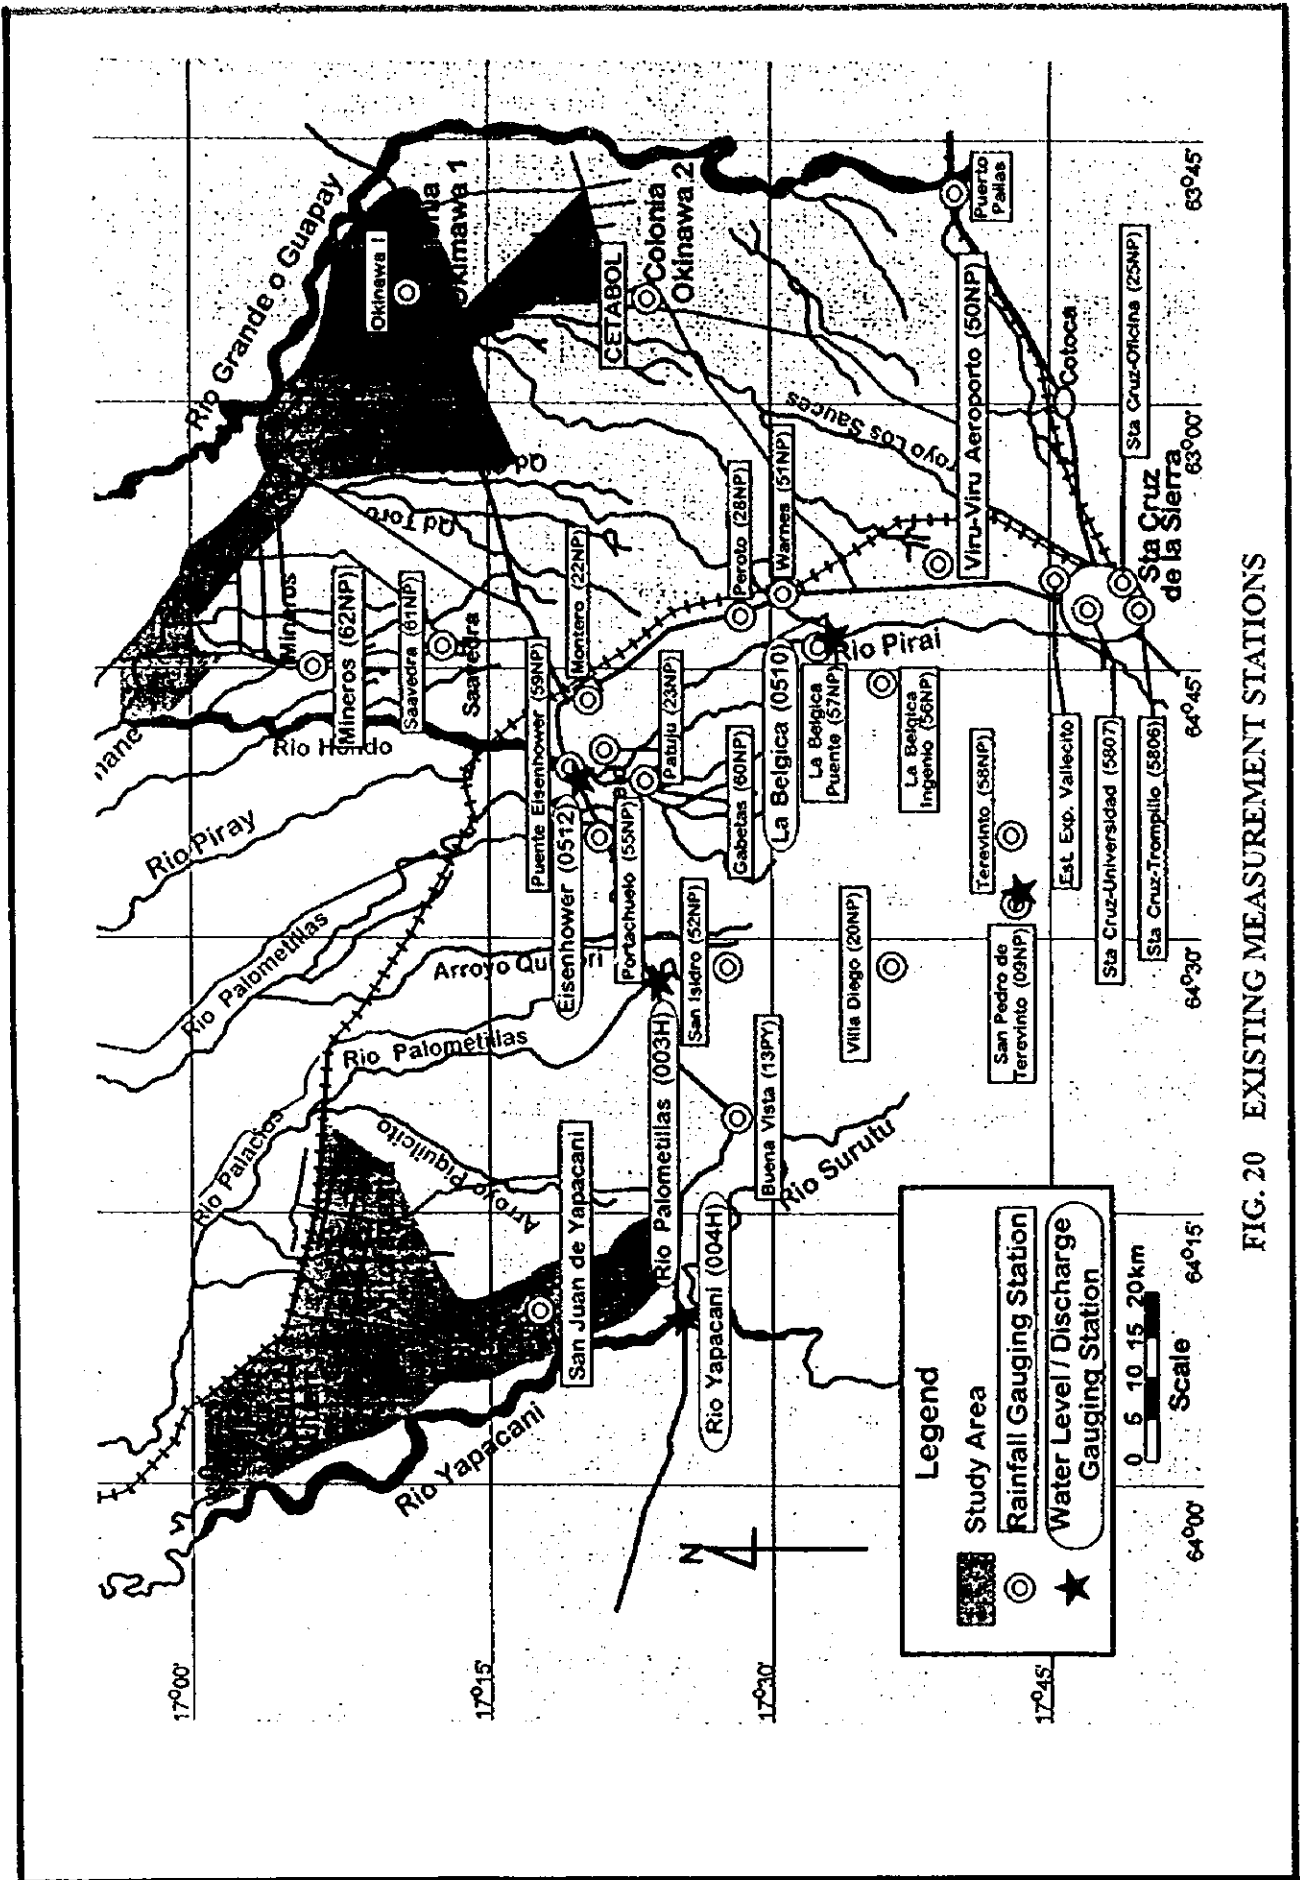 Rio Grande o Guapay
Okinawa 1
Okinawa 1
CETABOL
Colonia
Okinawa 2
Puerto
Pailas
63°45'
Qd Toro
Arroyo Los Sauces
Mineros
Mineros (62NP)
Saavedra (61NP)
Saavedra
Montero (22NP)
Peroto (28NP)
Warnes (51NP)
Viru-Viru Aeroporto (50NP)
Cotoca
Sta Cruz-Oficina (25NP)
63°00'
Sta Cruz
de la Sierra
Rio Hondo
Puente Eisenhower (59NP)
Eisenhower (0512)
Patuju (23NP)
Portachuelo (55NP)
Gabetas (60NP)
La Belgica (0510)
Rio Pirai
La Belgica
Puente (57NP)
La Belgica
Ingenio (56NP)
64°45'
Rio Piray
Terevinto (58NP)
Est. Exp. Vallecito
Sta Cruz-Universidad (5807)
Sta Cruz-Trompillo (5806)
Rio Palometillas
San Isidro (52NP)
Villa Diego (20NP)
San Pedro de
Terevinto (09NP)
64°30'
Rio Palometillas
Rio Palometillas (003H)
Buena Vista (13PY)
Rio Surutu
Rio Palacios
Arroyo Piquilcito
San Juan de Yapacani
Rio Yapacani (004H)
64°15'
Rio Yapacani
N
Legend
Study Area
Rainfall Gauging Station
Water Level / Discharge
Gauging Station
0 5 10 15 20km
Scale
64°00'
17°00'
17°15'
17°30'
17°45'
FIG. 20 EXISTING MEASUREMENT STATIONS